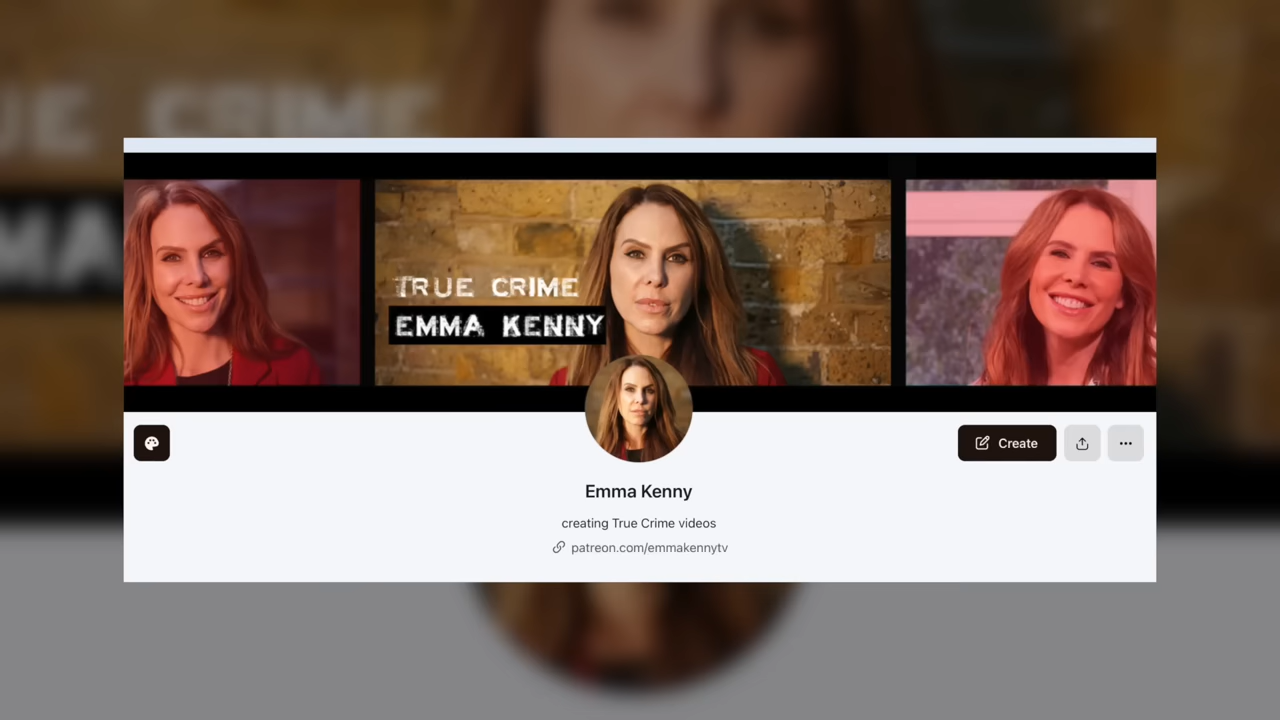 TRUE CRIME
EMMA KENNY
Create
Emma Kenny
creating True Crime videos
patreon.com/emmakennytv